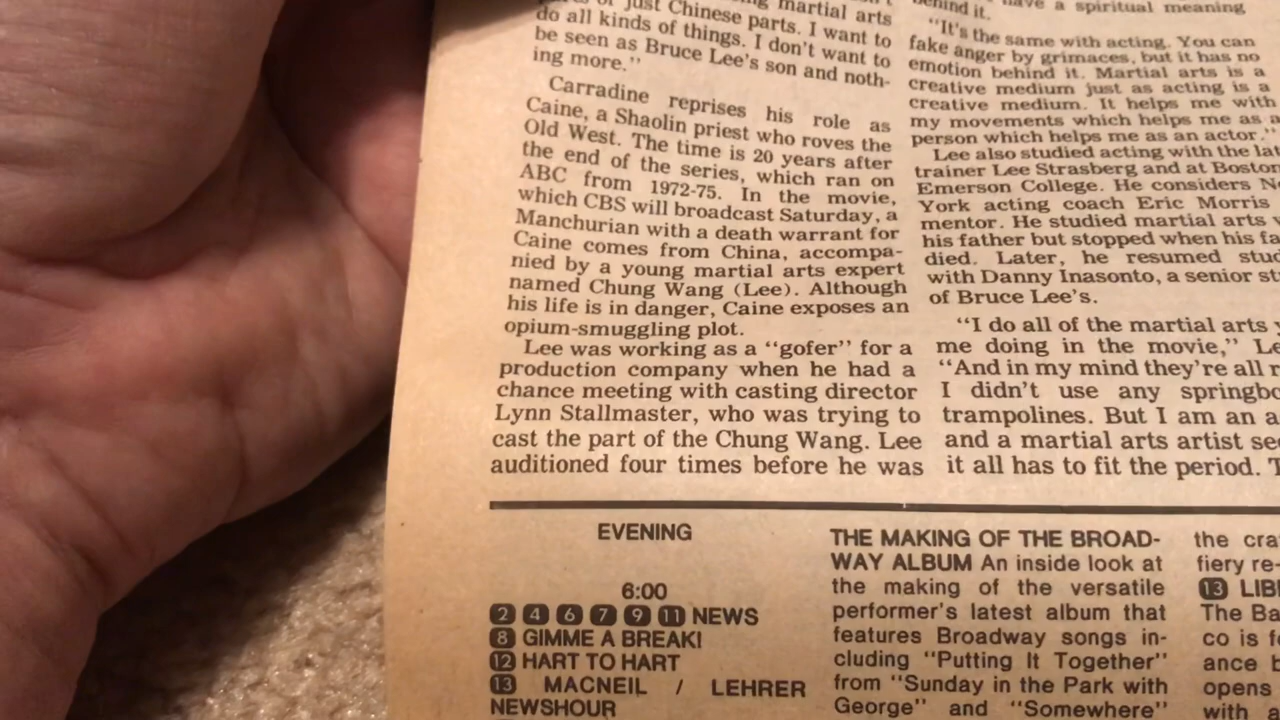 martial arts
parts or just Chinese parts. I want to
do all kinds of things. I don't want to
be seen as Bruce Lee's son and noth-
ing more."
Carradine reprises his role as
Caine, a Shaolin priest who roves the
Old West. The time is 20 years after
the end of the series, which ran on
ABC from 1972-75. In the movie,
which CBS will broadcast Saturday, a
Manchurian with a death warrant for
Caine comes from China, accompa-
nied by a young martial arts expert
named Chung Wang (Lee). Although
his life is in danger, Caine exposes an
opium-smuggling plot.
Lee was working as a "gofer" for a
production company when he had a
chance meeting with casting director
Lynn Stallmaster, who was trying to
cast the part of the Chung Wang. Lee
auditioned four times before he was
have a spiritual meaning
behind it.
"It's the same with acting. You can
fake anger by grimaces, but it has no
emotion behind it. Martial arts is a
creative medium just as acting is a
creative medium. It helps me with
my movements which helps me as a
person which helps me as an actor."
Lee also studied acting with the lat
trainer Lee Strasberg and at Boston
Emerson College. He considers N
York acting coach Eric Morris
mentor. He studied martial arts
his father but stopped when his fa
died. Later, he resumed stud
with Danny Inasonto, a senior st
of Bruce Lee's.
"I do all of the martial arts
me doing in the movie," Le
"And in my mind they're all r
I didn't use any springbo
trampolines. But I am an a
and a martial arts artist se
it all has to fit the period. T
EVENING
6:00
2 4 6 7 9 11 NEWS
8 GIMME A BREAK!
12 HART TO HART
13 MACNEIL / LEHRER
NEWSHOUR
THE MAKING OF THE BROAD-
WAY ALBUM An inside look at
the making of the versatile
performer's latest album that
features Broadway songs in-
cluding "Putting It Together"
from "Sunday in the Park with
George" and "Somewhere"
the cra
fiery re-
13 LIB
The Ba
co is f
ance b
opens
with a